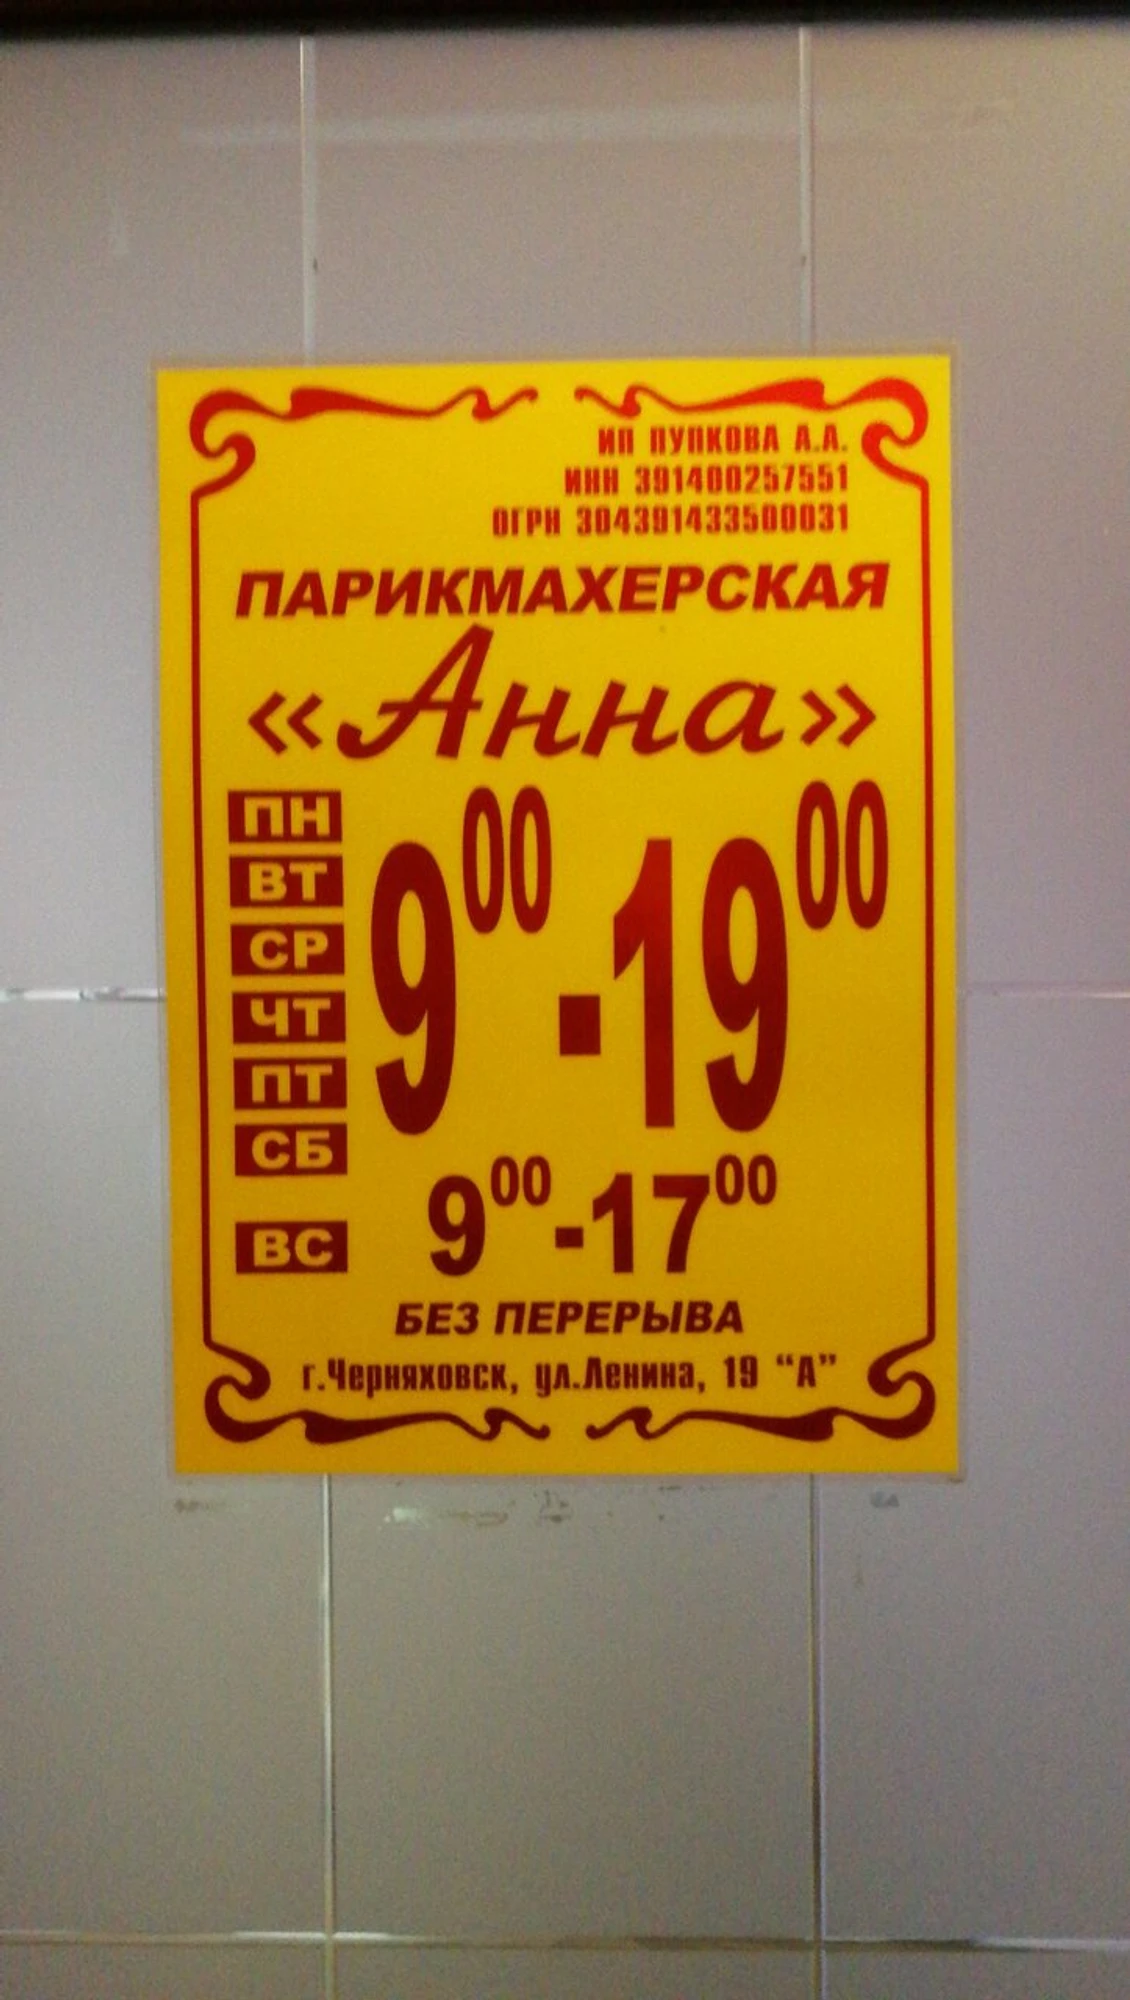 ИП ПУПКОВА А.А.
ИНН 391400257551
ОГРН 304391433500031
ПАРИКМАХЕРСКАЯ
«Анна»
ПН
ВТ
СР
ЧТ
ПТ
СБ
9⁰⁰-19⁰⁰
ВС 9⁰⁰-17⁰⁰
БЕЗ ПЕРЕРЫВА
г.Черняховск, ул.Ленина, 19 “А”